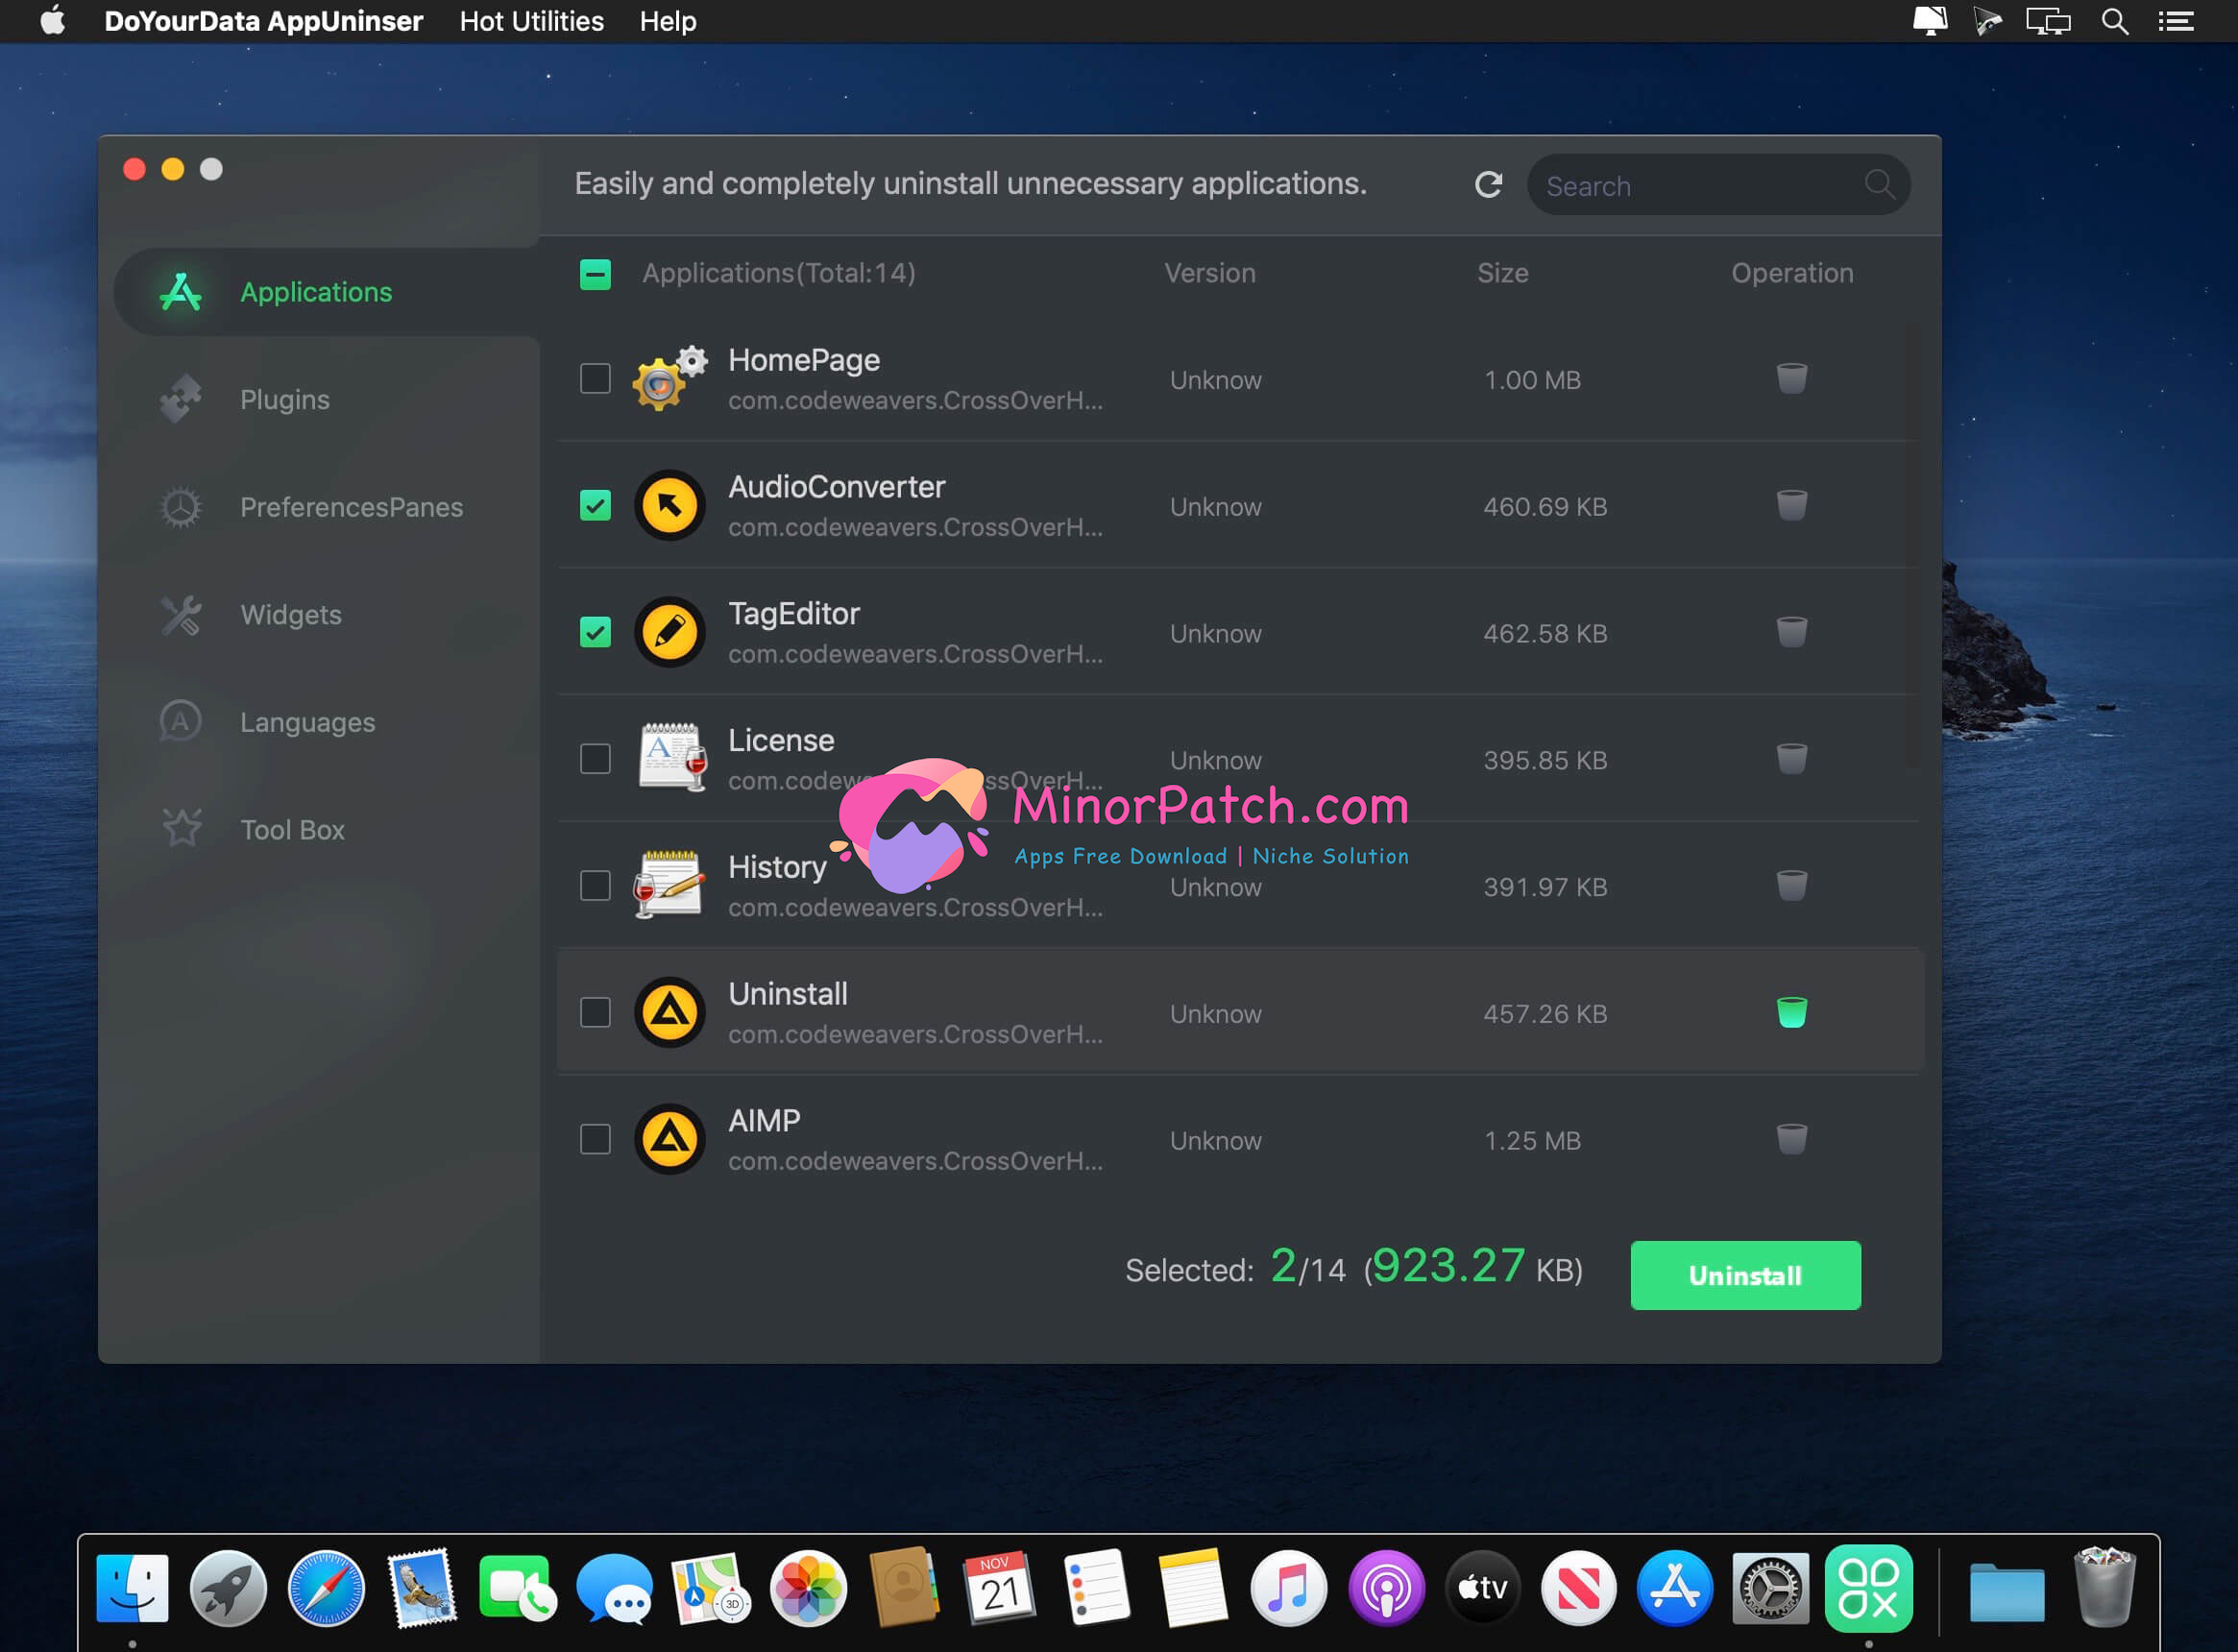 DoYourData AppUninser Hot Utilities Help
Easily and completely uninstall unnecessary applications.
Search
Applications
Plugins
PreferencesPanes
Widgets
Languages
Tool Box
Applications(Total:14) Version Size Operation
HomePage
com.codeweavers.CrossOverH...
Unknow 1.00 MB
AudioConverter
com.codeweavers.CrossOverH...
Unknow 460.69 KB
TagEditor
com.codeweavers.CrossOverH...
Unknow 462.58 KB
License
com.codewe ssOverH...
Unknow 395.85 KB
MinorPatch.com
Apps Free Download | Niche Solution
History
com.codeweavers.CrossOverH...
Unknow 391.97 KB
Uninstall
com.codeweavers.CrossOverH...
Unknow 457.26 KB
AIMP
com.codeweavers.CrossOverH...
Unknow 1.25 MB
Selected: 2/14 (923.27 KB)
Uninstall
3D
NOV
21
tv